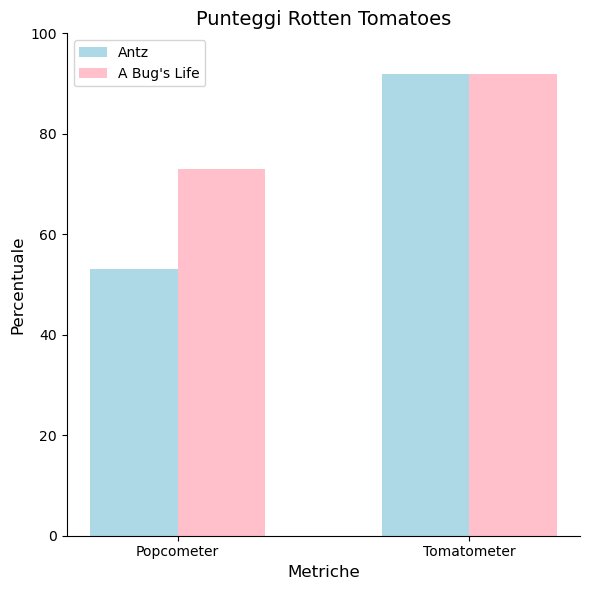 Punteggi Rotten Tomatoes
Antz
A Bug's Life
100
80
60
40
20
0
Percentuale
Popcometer
Tomatometer
Metriche